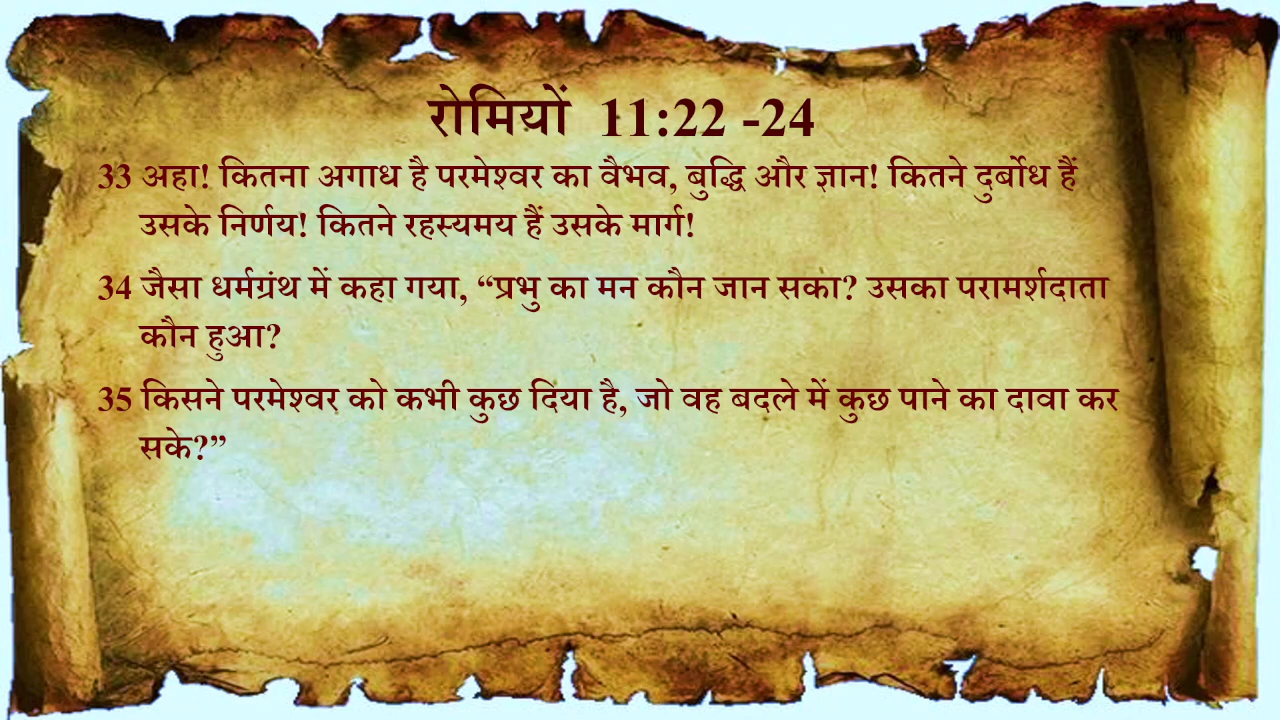 रोमियों 11:22 -24
33 अहा! कितना अगाध है परमेश्‍वर का वैभव, बुद्धि और ज्ञान! कितने दुर्बोध हैं
उसके निर्णय! कितने रहस्यमय हैं उसके मार्ग!
34 जैसा धर्मग्रंथ में कहा गया, “प्रभु का मन कौन जान सका? उसका परामर्शदाता
कौन हुआ?
35 किसने परमेश्‍वर को कभी कुछ दिया है, जो वह बदले में कुछ पाने का दावा कर
सके?”